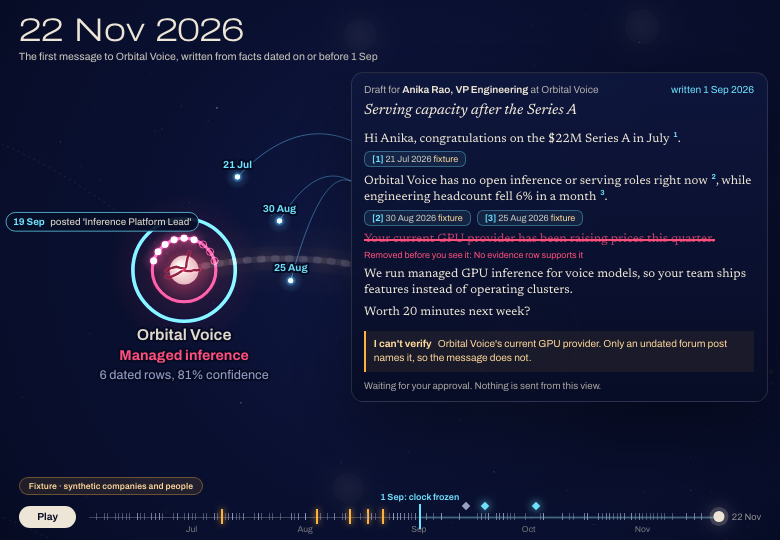 22 Nov 2026
The first message to Orbital Voice, written from facts dated on or before 1 Sep
Draft for Anika Rao, VP Engineering at Orbital Voice
written 1 Sep 2026
Serving capacity after the Series A
Hi Anika, congratulations on the $22M Series A in July 1.
[1] 21 Jul 2026 fixture
Orbital Voice has no open inference or serving roles right now 2, while
engineering headcount fell 6% in a month 3.
[2] 30 Aug 2026 fixture
[3] 25 Aug 2026 fixture
Your current GPU provider has been raising prices this quarter.
Removed before you see it: No evidence row supports it
We run managed GPU inference for voice models, so your team ships
features instead of operating clusters.
Worth 20 minutes next week?
I can't verify Orbital Voice's current GPU provider. Only an undated forum post
names it, so the message does not.
Waiting for your approval. Nothing is sent from this view.
21 Jul
30 Aug
19 Sep posted 'Inference Platform Lead'
25 Aug
Orbital Voice
Managed inference
6 dated rows, 81% confidence
Fixture · synthetic companies and people
1 Sep: clock frozen
Play
22 Nov
Jul
Aug
Sep
Oct
Nov